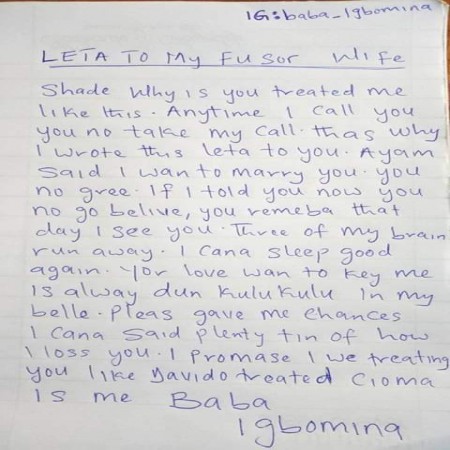 IG:baba_Igbomina
LETA TO My FuSor Wife
Shade Why is you treated me
like this. Anytime I Call you
you no take my Call. thas why
I wrote this leta to you. Ayam
Said I want to marry you. you
no gree. If I told you now you
no go belive, you remeba that
day I see you. Three of my brain
run away. I Cana Sleep good
again. Yor love wan to Key me
Is alway dun KuluKulu In my
belle. Pleas gave me Chances
I Cana Said plenty tin of how
I loss you. I Promase I we treating
you like Davido treated Cioma
Is me Baba
Igbomina